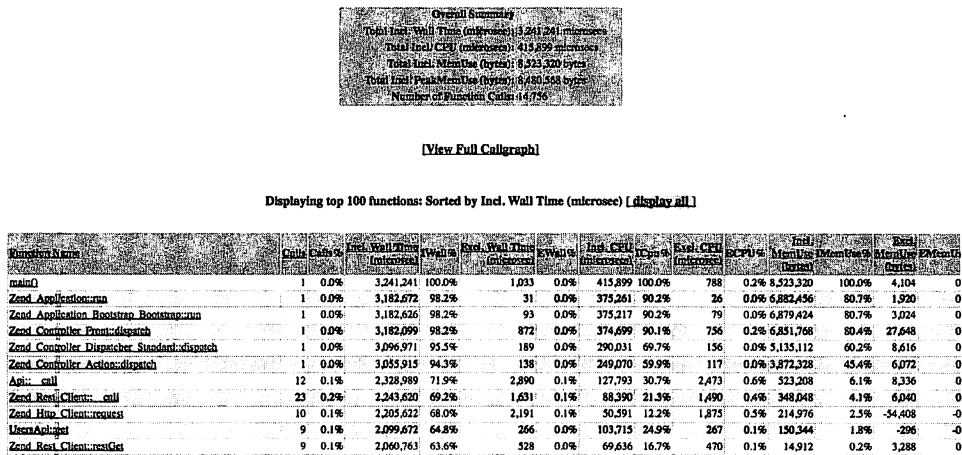 Overall Summary
Total Incl. Wall Time (microsec): 3,241,241 microsecs
Total Incl. CPU (microsecs): 415,899 microsecs
Total Incl. MemUse (bytes): 8,523,320 bytes
Total Incl. PeakMemUse (bytes): 8,480,568 bytes
Number of Function Calls: 14,756
[View Full Callgraph]
Displaying top 100 functions: Sorted by Incl. Wall Time (microsec) [ display all ]
Function Name Calls Calls% Incl. Wall Time (microsec) IWall% Excl. Wall Time (microsec) EWall% Incl. CPU (microsecs) ICpu% Excl. CPU (microsec) ECPU% Incl. MemUse (bytes) IMemUse% Excl. MemUse (bytes) EMemUs
main() 1 0.0% 3,241,241 100.0% 1,033 0.0% 415,899 100.0% 788 0.2% 8,523,320 100.0% 4,104 0
Zend_Application::run 1 0.0% 3,182,672 98.2% 31 0.0% 375,261 90.2% 26 0.0% 6,882,456 80.7% 1,920 0
Zend_Application_Bootstrap_Bootstrap::run 1 0.0% 3,182,626 98.2% 93 0.0% 375,217 90.2% 79 0.0% 6,879,424 80.7% 3,024 0
Zend_Controller_Front::dispatch 1 0.0% 3,182,099 98.2% 872 0.0% 374,699 90.1% 756 0.2% 6,851,768 80.4% 27,648 0
Zend_Controller_Dispatcher_Standard::dispatch 1 0.0% 3,096,971 95.5% 189 0.0% 290,031 69.7% 156 0.0% 5,135,112 60.2% 8,616 0
Zend_Controller_Action::dispatch 1 0.0% 3,055,915 94.3% 138 0.0% 249,070 59.9% 117 0.0% 3,872,328 45.4% 6,072 0
Api::__call 12 0.1% 2,328,989 71.9% 2,890 0.1% 127,793 30.7% 2,473 0.6% 523,208 6.1% 8,336 0
Zend_Rest_Client::__call 23 0.2% 2,243,620 69.2% 1,631 0.1% 88,390 21.3% 1,490 0.4% 348,048 4.1% 6,040 0
Zend_Http_Client::request 10 0.1% 2,205,622 68.0% 2,191 0.1% 50,591 12.2% 1,875 0.5% 214,976 2.5% -54,408 -0
UsersApi::get 9 0.1% 2,099,672 64.8% 266 0.0% 103,715 24.9% 267 0.1% 150,344 1.8% -296 -0
Zend_Rest_Client::restGet 9 0.1% 2,060,763 63.6% 528 0.0% 69,636 16.7% 470 0.1% 14,912 0.2% 3,288 0